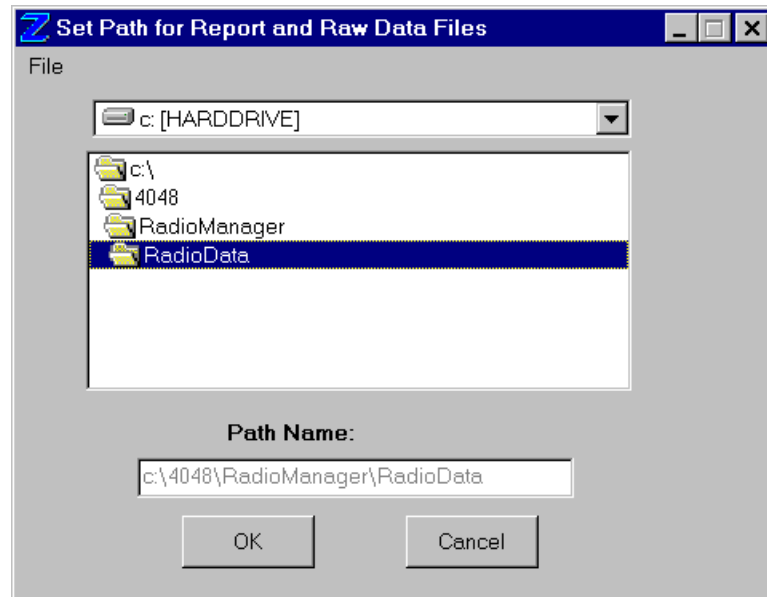 Set Path for Report and Raw Data Files
File
c: [HARDDRIVE]
c:\
4048
RadioManager
RadioData
Path Name:
c:\4048\RadioManager\RadioData
OK Cancel